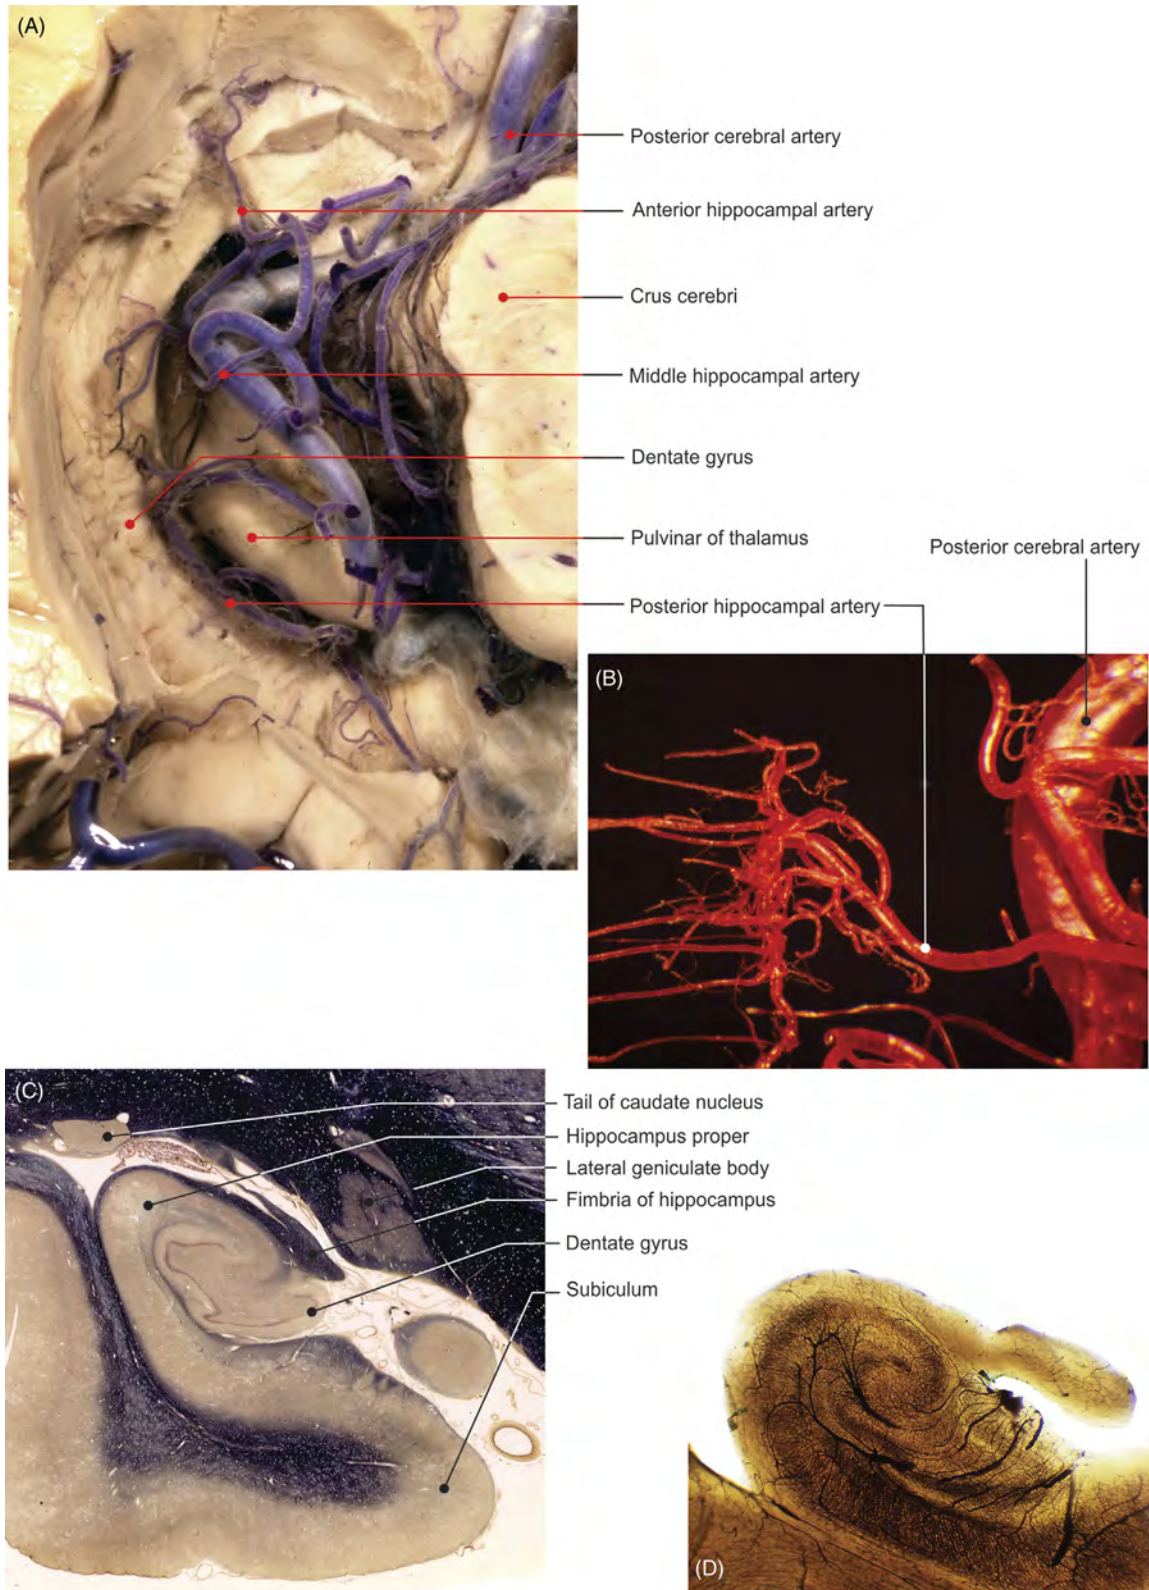 (A)
Posterior cerebral artery
Anterior hippocampal artery
Crus cerebri
Middle hippocampal artery
Dentate gyrus
Pulvinar of thalamus
Posterior cerebral artery
Posterior hippocampal artery
(B)
(C)
Tail of caudate nucleus
Hippocampus proper
Lateral geniculate body
Fimbria of hippocampus
Dentate gyrus
Subiculum
(D)